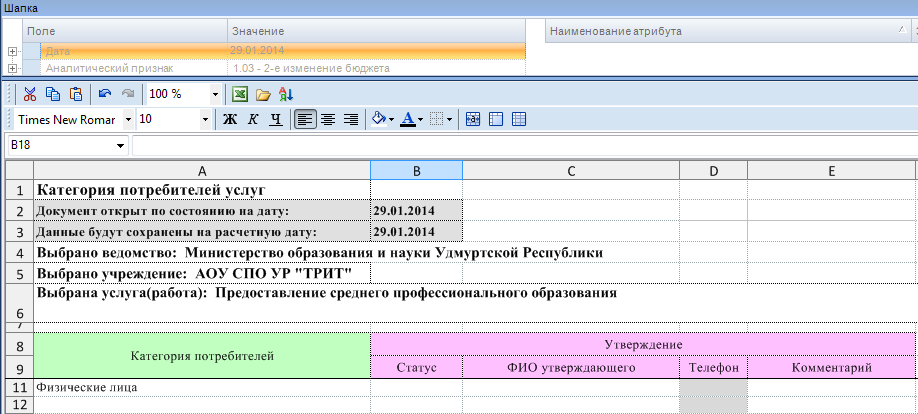 Шапка
Поле Значение Наименование атрибута
Дата 29.01.2014
Аналитический признак 1.03 - 2-е изменение бюджета
100 %
Times New Romar 10 Ж К Ч А
B18
A B C D E
1 Категория потребителей услуг
2 Документ открыт по состоянию на дату: 29.01.2014
3 Данные будут сохранены на расчетную дату: 29.01.2014
4 Выбрано ведомство: Министерство образования и науки Удмуртской Республики
5 Выбрано учреждение: АОУ СПО УР "ТРИТ"
6 Выбрана услуга(работа): Предоставление среднего профессионального образования
7
8 Категория потребителей Утверждение
9 Статус ФИО утверждающего Телефон Комментарий
11 Физические лица
12